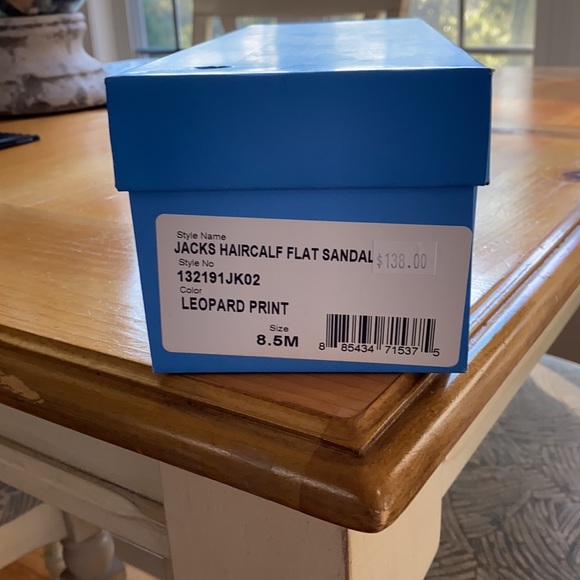 Style Name
JACKS HAIRCALF FLAT SANDAL $138.00
Style No
132191JK02
Color
LEOPARD PRINT
Size
8.5M
8 85434 71537 5